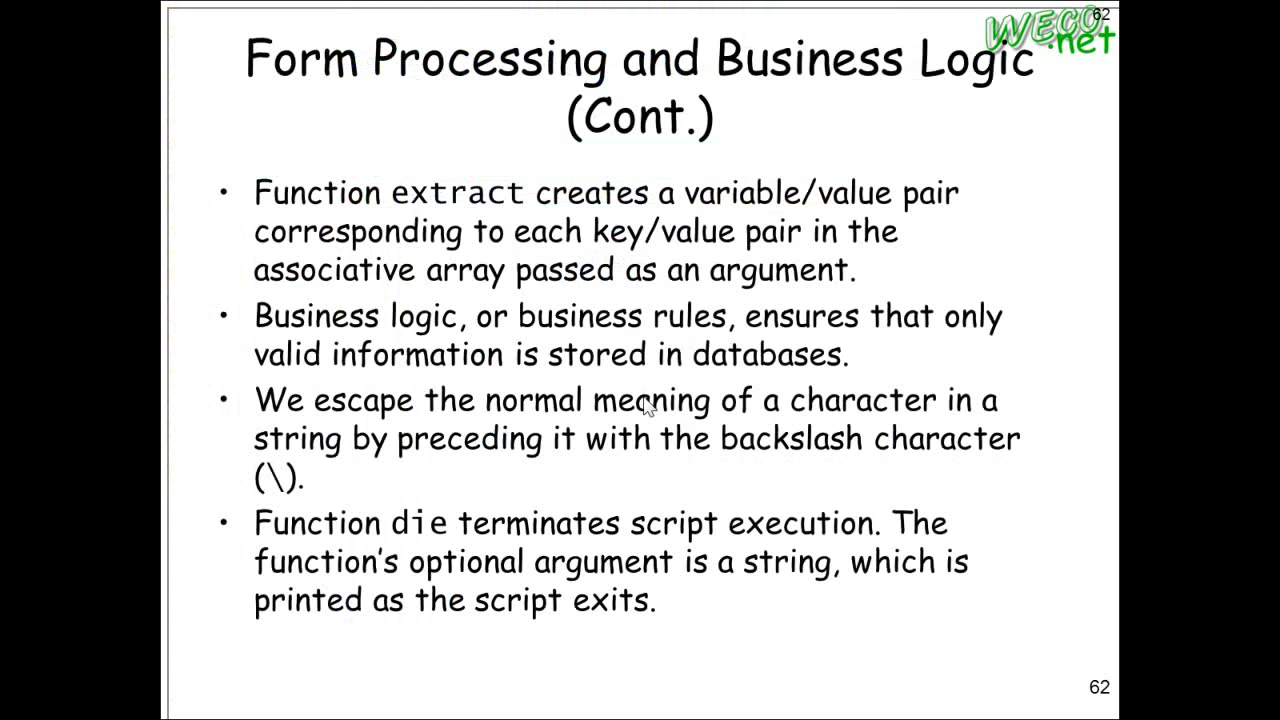 62
WECO
.net
Form Processing and Business Logic
(Cont.)
• Function extract creates a variable/value pair
corresponding to each key/value pair in the
associative array passed as an argument.
• Business logic, or business rules, ensures that only
valid information is stored in databases.
• We escape the normal meaning of a character in a
string by preceding it with the backslash character
(\).
• Function die terminates script execution. The
function’s optional argument is a string, which is
printed as the script exits.
62